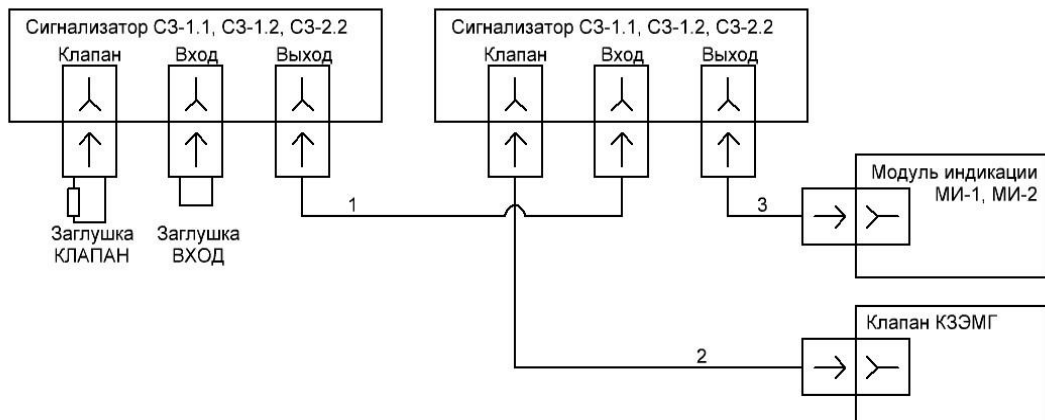 Сигнализатор СЗ-1.1, СЗ-1.2, СЗ-2.2
Клапан Вход Выход
Заглушка КЛАПАН
Заглушка ВХОД
Сигнализатор СЗ-1.1, СЗ-1.2, СЗ-2.2
Клапан Вход Выход
1
3
2
Модуль индикации
МИ-1, МИ-2
Клапан КЗЭМГ